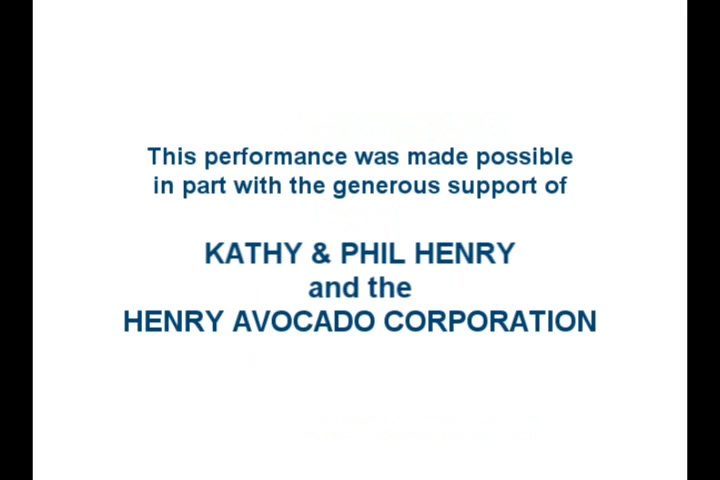 This performance was made possible
in part with the generous support of
KATHY & PHIL HENRY
and the
HENRY AVOCADO CORPORATION